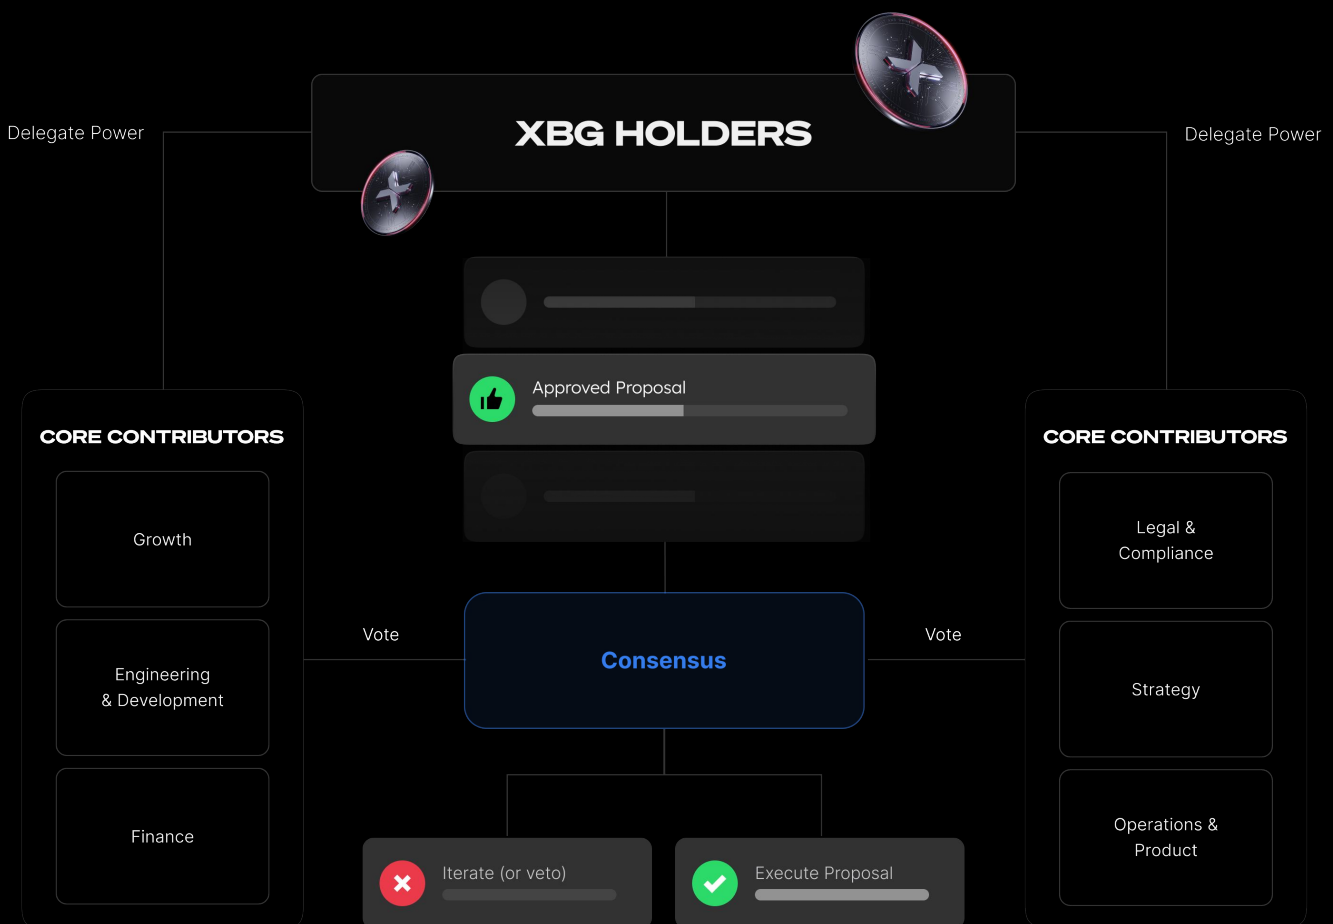 XBG HOLDERS
Delegate Power
Delegate Power
Approved Proposal
CORE CONTRIBUTORS
Growth
Engineering
& Development
Finance
CORE CONTRIBUTORS
Legal &
Compliance
Strategy
Operations &
Product
Vote
Consensus
Vote
Iterate (or veto)
Execute Proposal